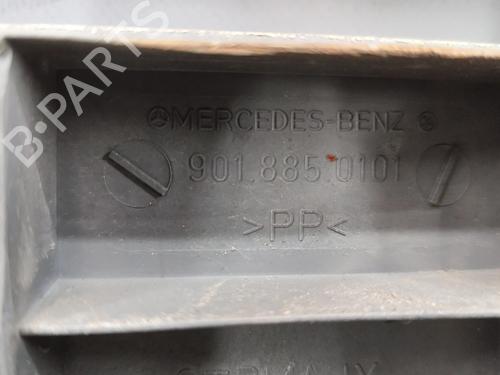 B-PARTS
MERCEDES-BENZ
901.885 0101
>PP<